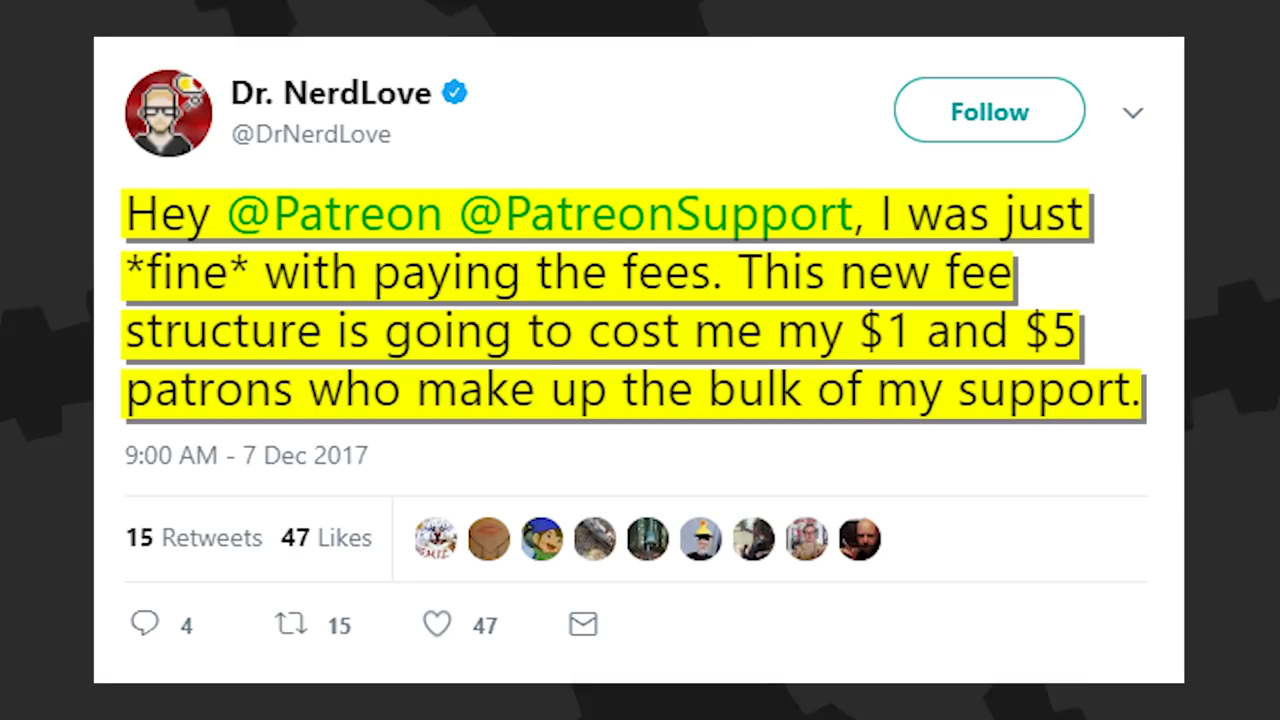 Dr. NerdLove
@DrNerdLove
Follow
Hey @Patreon @PatreonSupport, I was just
*fine* with paying the fees. This new fee
structure is going to cost me my $1 and $5
patrons who make up the bulk of my support.
9:00 AM - 7 Dec 2017
15 Retweets 47 Likes
4 15 47